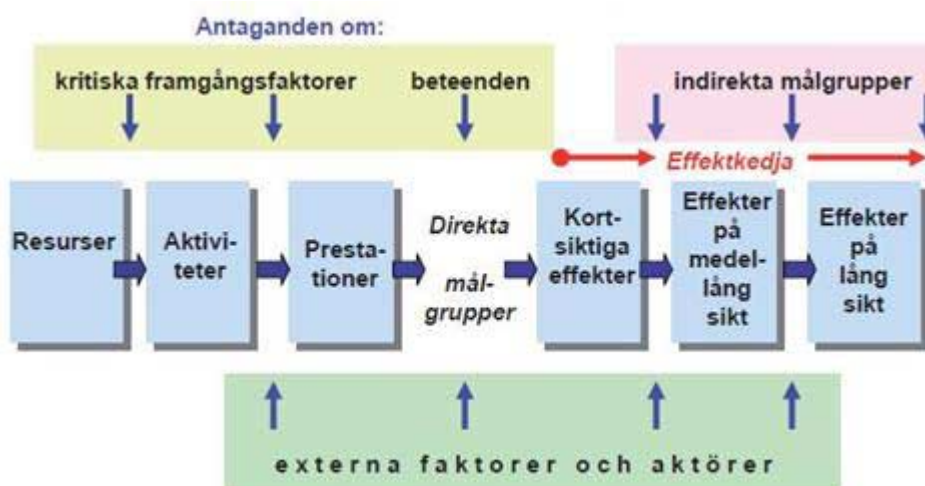 Antaganden om:
kritiska framgångsfaktorer
beteenden
indirekta målgrupper
Effektkedja
Resurser
Aktivi-
teter
Presta-
tioner
Direkta
mål-
grupper
Kort-
siktiga
effekter
Effekter
på
medel-
lång
sikt
Effekter
på
lång
sikt
externa faktorer och aktörer